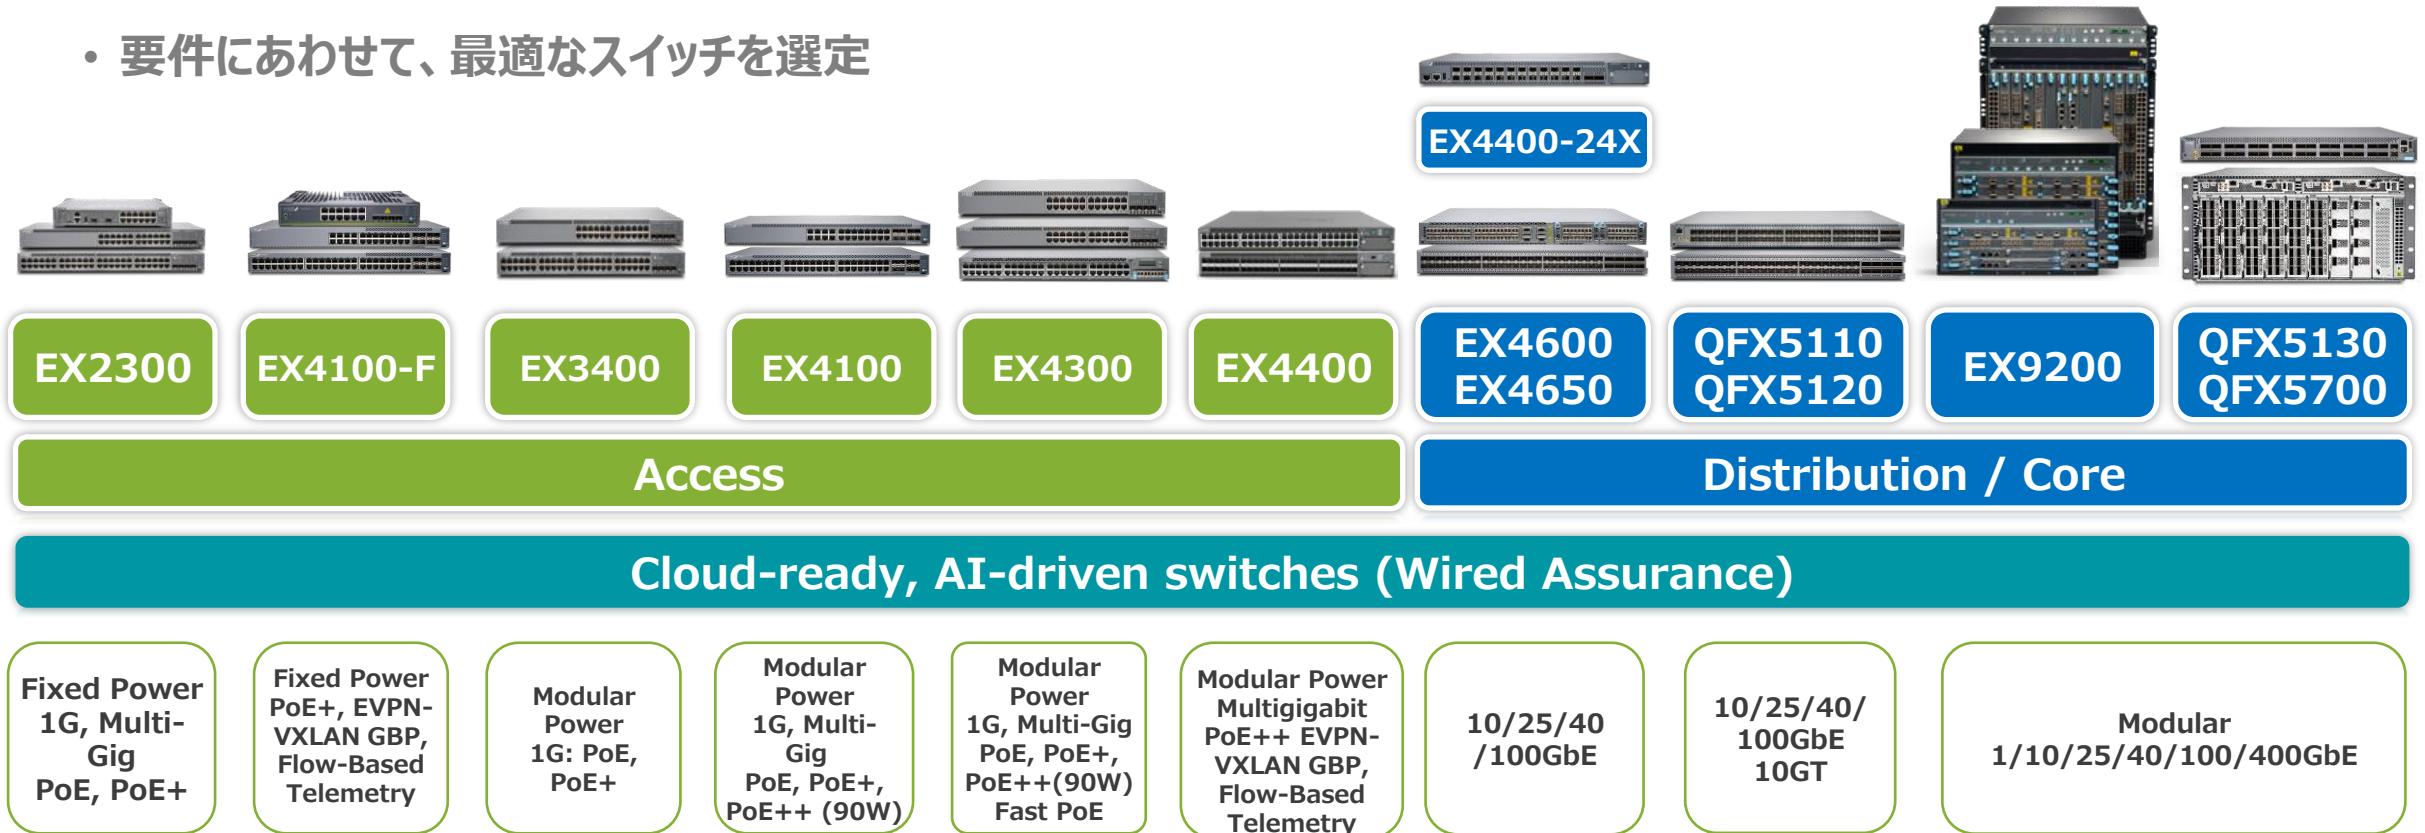 ・要件にあわせて、最適なスイッチを選定
EX4400-24X
EX2300
EX4100-F
EX3400
EX4100
EX4300
EX4400
EX4600
EX4650
QFX5110
QFX5120
EX9200
QFX5130
QFX5700
Access
Distribution / Core
Cloud-ready, AI-driven switches (Wired Assurance)
Fixed Power
1G, Multi-
Gig
PoE, PoE+
Fixed Power
PoE+, EVPN-
VXLAN GBP,
Flow-Based
Telemetry
Modular
Power
1G: PoE,
PoE+
Modular
Power
1G, Multi-
Gig
PoE, PoE+,
PoE++ (90W)
Modular
Power
1G, Multi-Gig
PoE, PoE+,
PoE++(90W)
Fast PoE
Modular Power
Multigigabit
PoE++ EVPN-
VXLAN GBP,
Flow-Based
Telemetry
10/25/40
/100GbE
10/25/40/
100GbE
10GT
Modular
1/10/25/40/100/400GbE